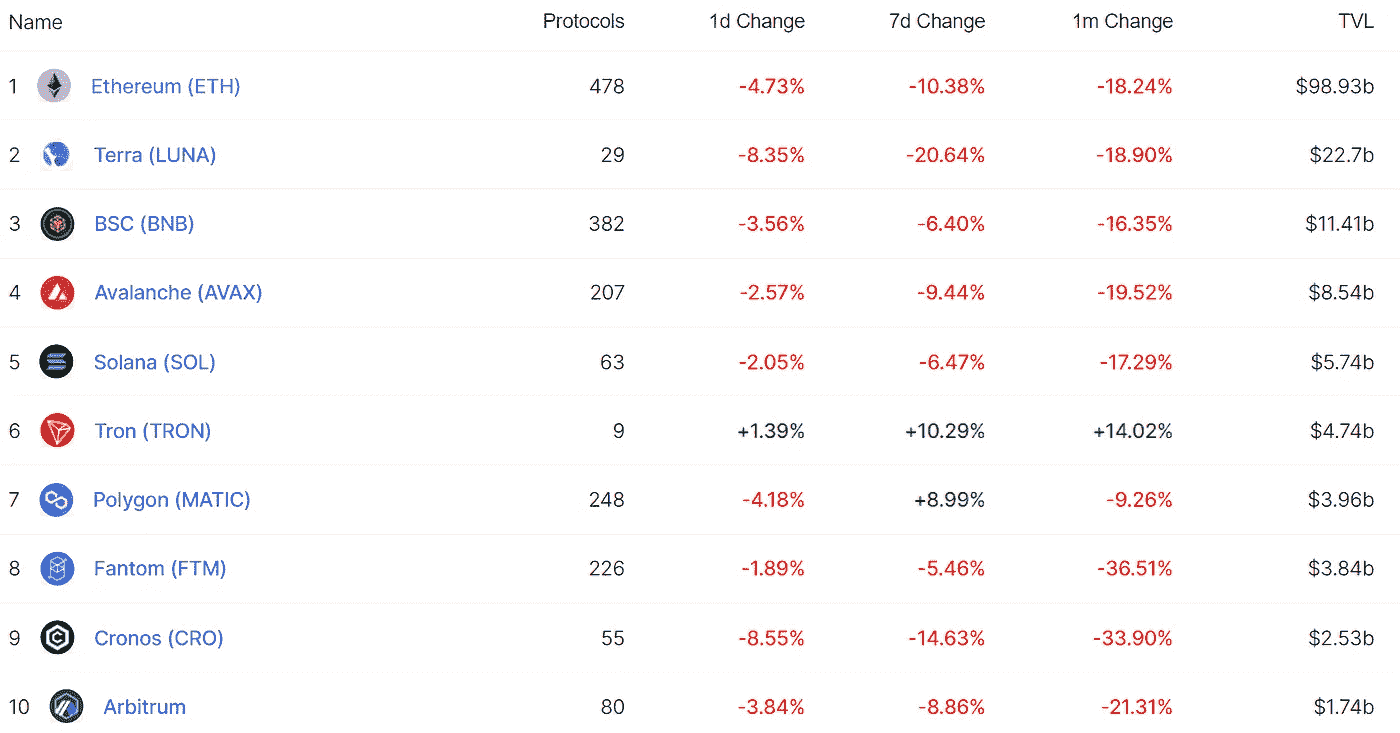 Name Protocols 1d Change 7d Change 1m Change TVL
1 Ethereum (ETH) 478 -4.73% -10.38% -18.24% $98.93b
2 Terra (LUNA) 29 -8.35% -20.64% -18.90% $22.7b
3 BSC (BNB) 382 -3.56% -6.40% -16.35% $11.41b
4 Avalanche (AVAX) 207 -2.57% -9.44% -19.52% $8.54b
5 Solana (SOL) 63 -2.05% -6.47% -17.29% $5.74b
6 Tron (TRON) 9 +1.39% +10.29% +14.02% $4.74b
7 Polygon (MATIC) 248 -4.18% +8.99% -9.26% $3.96b
8 Fantom (FTM) 226 -1.89% -5.46% -36.51% $3.84b
9 Cronos (CRO) 55 -8.55% -14.63% -33.90% $2.53b
10 Arbitrum 80 -3.84% -8.86% -21.31% $1.74b